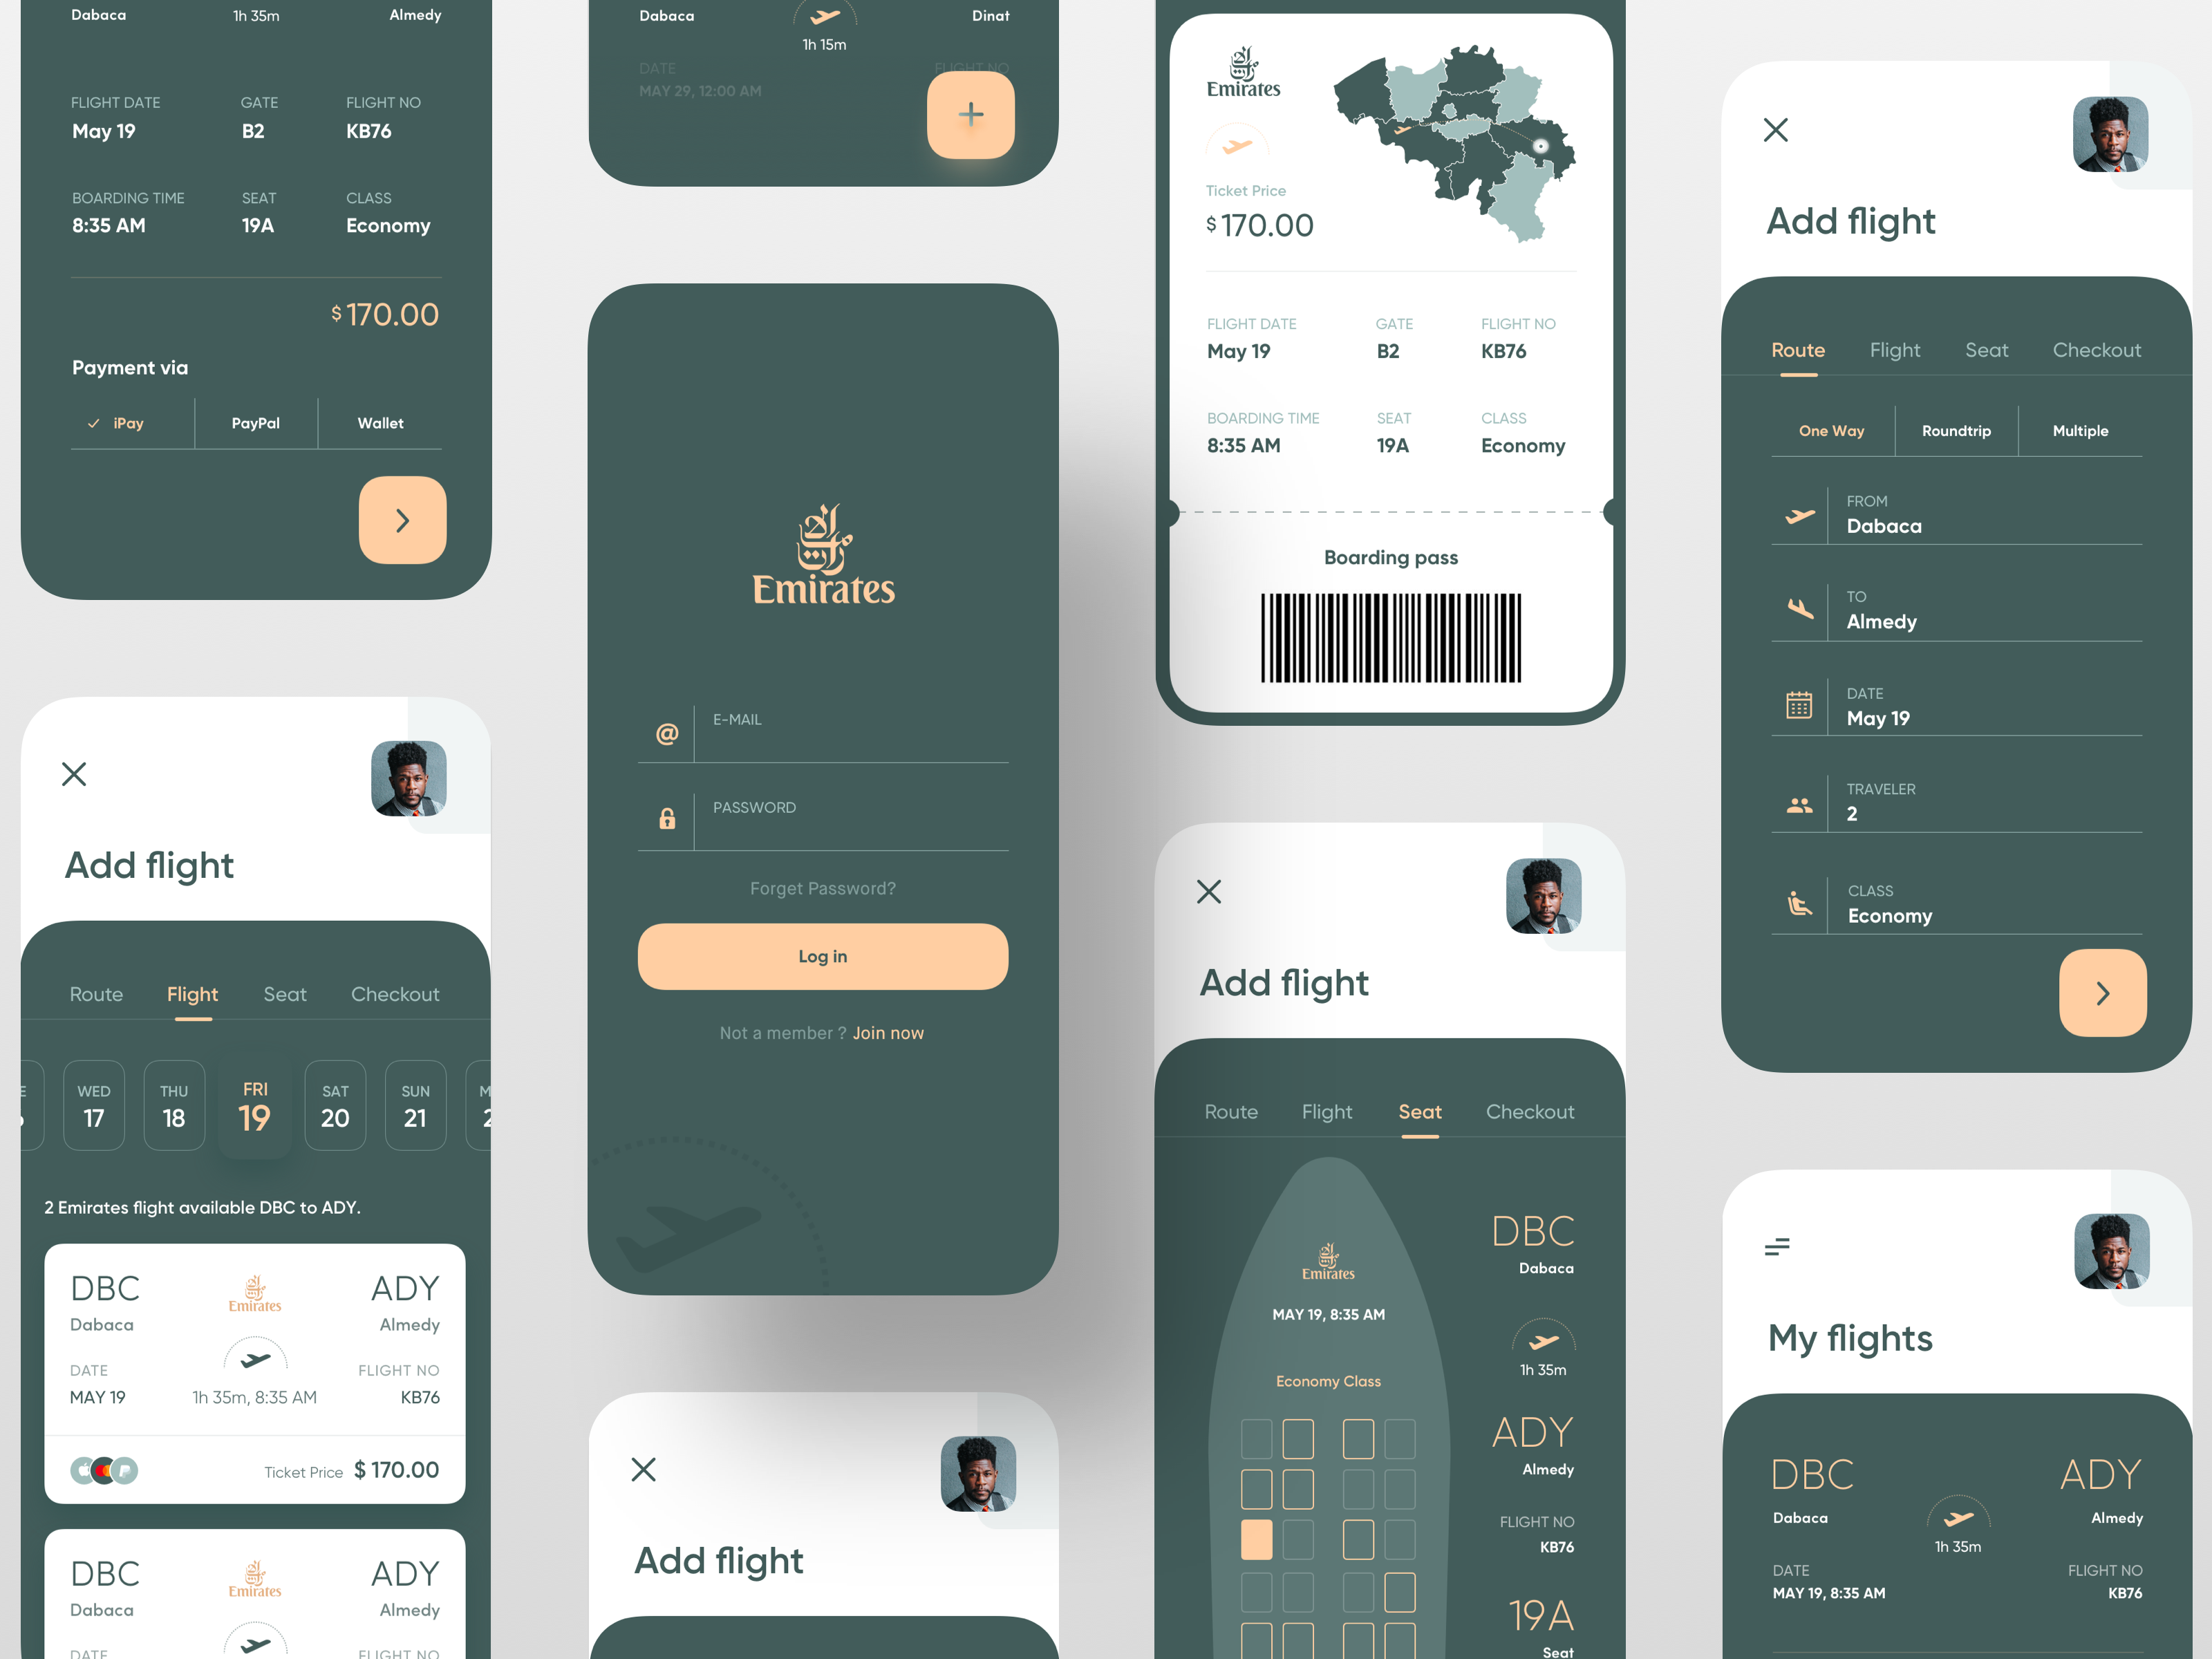 Dabaca 1h 35m Almedy
FLIGHT DATE GATE FLIGHT NO
May 19 B2 KB76
BOARDING TIME SEAT CLASS
8:35 AM 19A Economy
$ 170.00
Payment via
iPay PayPal Wallet
Add flight
Route Flight Seat Checkout
WED THU FRI SAT SUN
17 18 19 20 21
2 Emirates flight available DBC to ADY.
DBC ADY
Emirates
Dabaca Almedy
DATE FLIGHT NO
MAY 19 1h 35m, 8:35 AM KB76
Ticket Price $ 170.00
DBC ADY
Emirates
Dabaca Almedy
DATE FLIGHT NO
Dabaca Dinat
1h 15m
DATE FLIGHT NO
MAY 29, 12:00 AM
Emirates
@ E-MAIL
PASSWORD
Forget Password?
Log in
Not a member ? Join now
Add flight
Emirates
Ticket Price
$ 170.00
FLIGHT DATE GATE FLIGHT NO
May 19 B2 KB76
BOARDING TIME SEAT CLASS
8:35 AM 19A Economy
Boarding pass
Add flight
Route Flight Seat Checkout
Emirates
MAY 19, 8:35 AM
Economy Class
DBC
Dabaca
1h 35m
ADY
Almedy
FLIGHT NO
KB76
19A
Seat
Add flight
Route Flight Seat Checkout
One Way Roundtrip Multiple
FROM
Dabaca
TO
Almedy
DATE
May 19
TRAVELER
2
CLASS
Economy
My flights
DBC ADY
Dabaca Almedy
1h 35m
DATE FLIGHT NO
MAY 19, 8:35 AM KB76